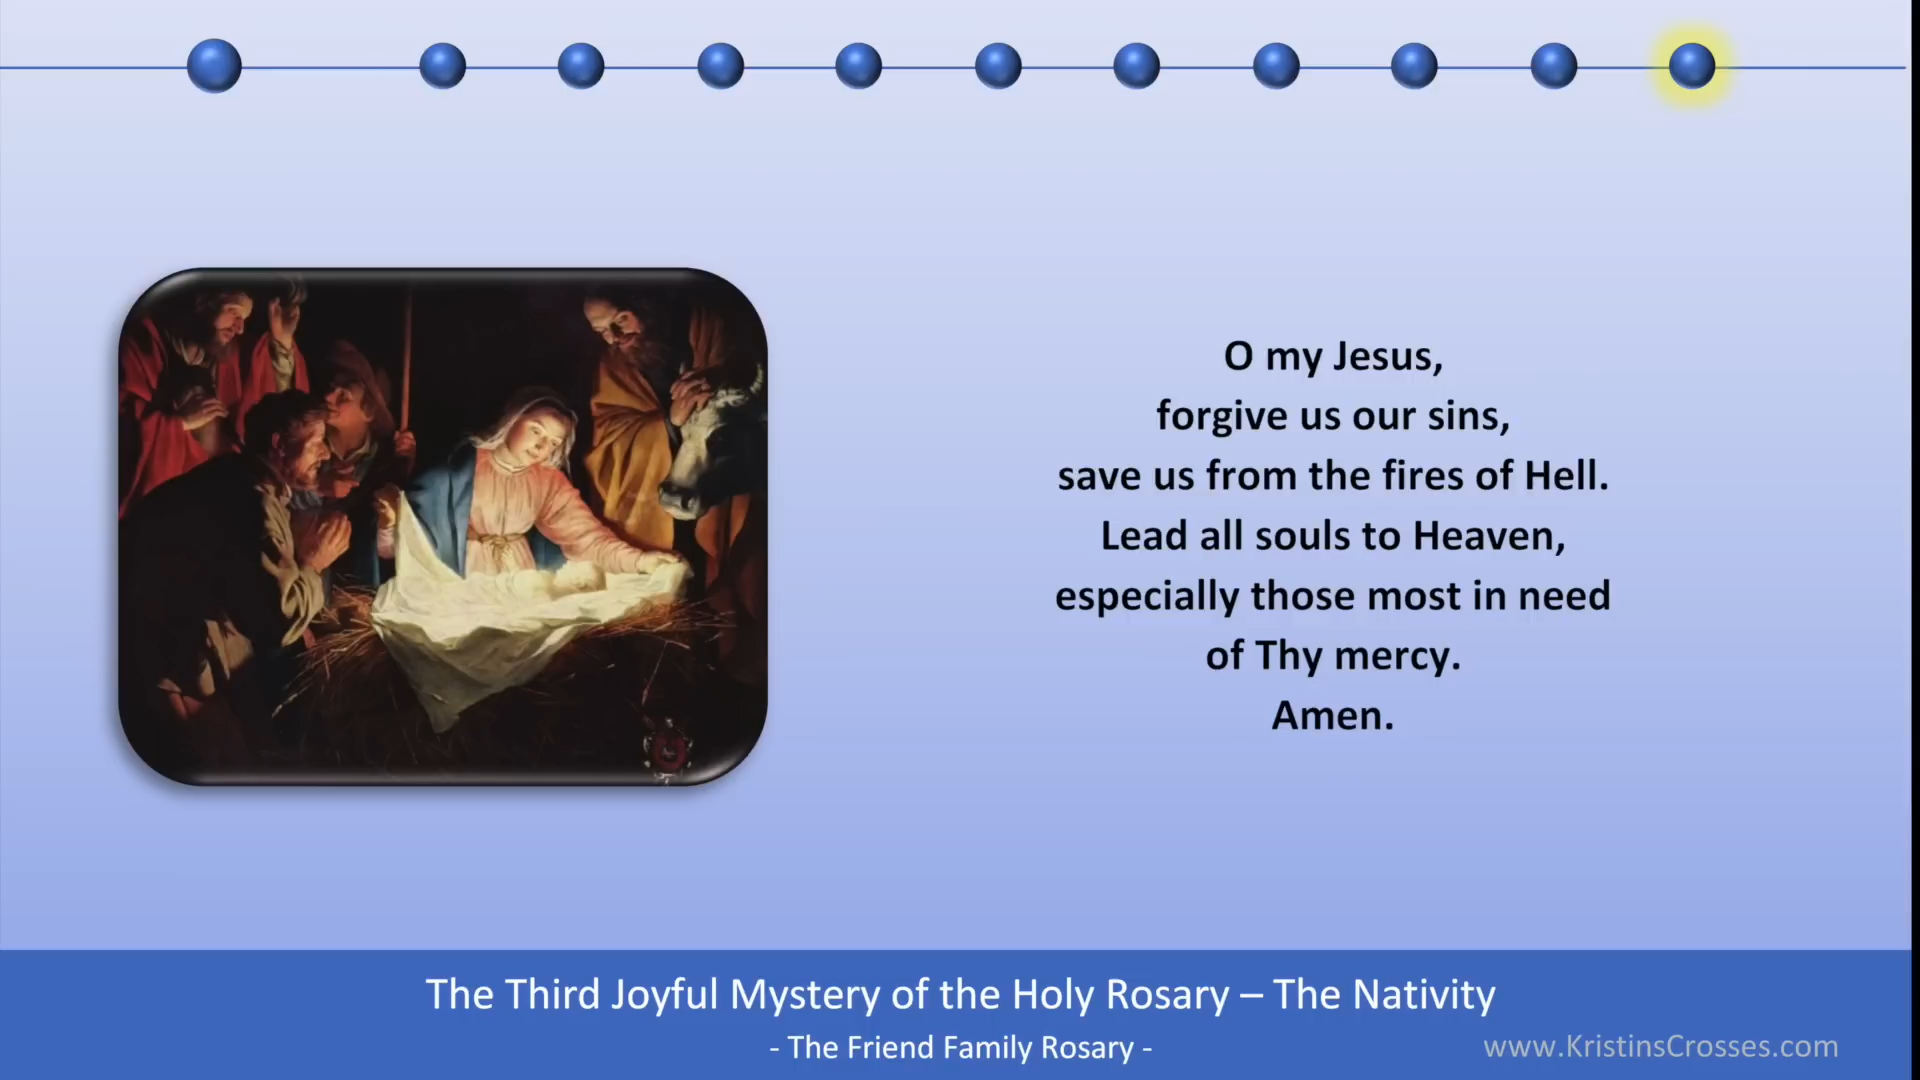 O my Jesus,
forgive us our sins,
save us from the fires of Hell.
Lead all souls to Heaven,
especially those most in need
of Thy mercy.
Amen.
The Third Joyful Mystery of the Holy Rosary – The Nativity
- The Friend Family Rosary -
www.KristinsCrosses.com